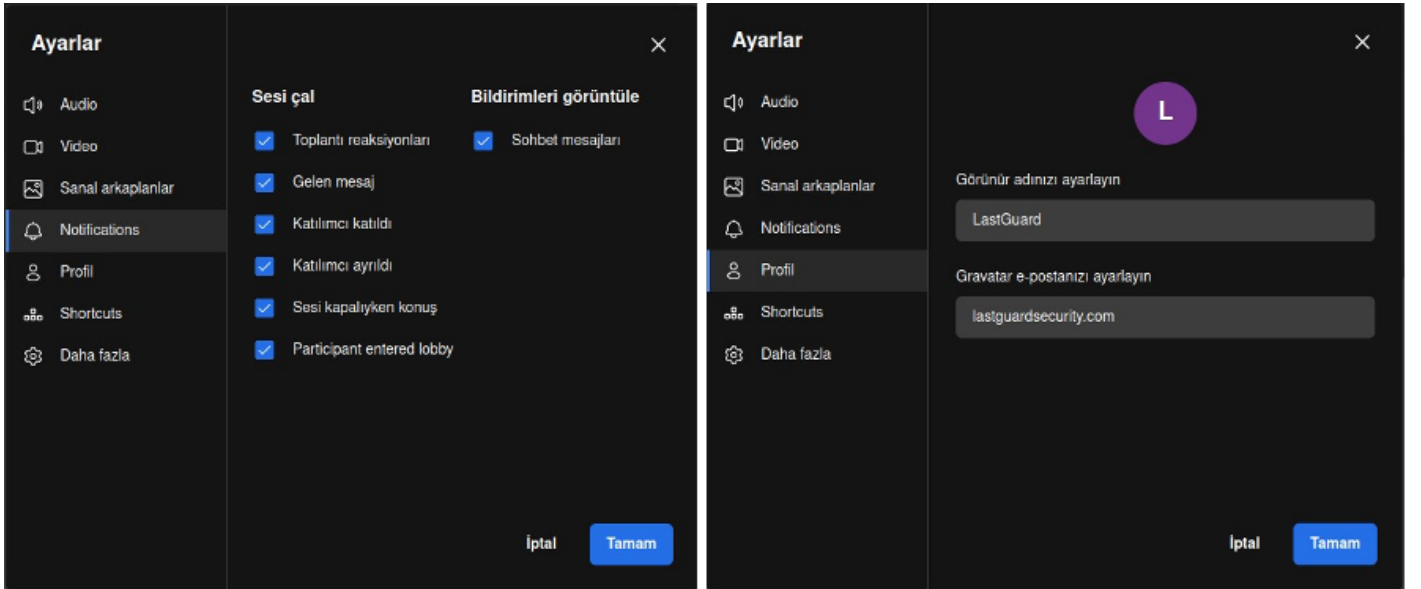 Ayarlar
Audio
Video
Sanal arkaplanlar
Notifications
Profil
Shortcuts
Daha fazla
Sesi çal
Toplantı reaksiyonları
Gelen mesaj
Katılımcı katıldı
Katılımcı ayrıldı
Sesi kapalıyken konuş
Participant entered lobby
Bildirimleri görüntüle
Sohbet mesajları
İptal
Tamam
Ayarlar
Audio
Video
Sanal arkaplanlar
Notifications
Profil
Shortcuts
Daha fazla
L
Görünür adınızı ayarlayın
LastGuard
Gravatar e-postanızı ayarlayın
lastguardsecurity.com
İptal
Tamam